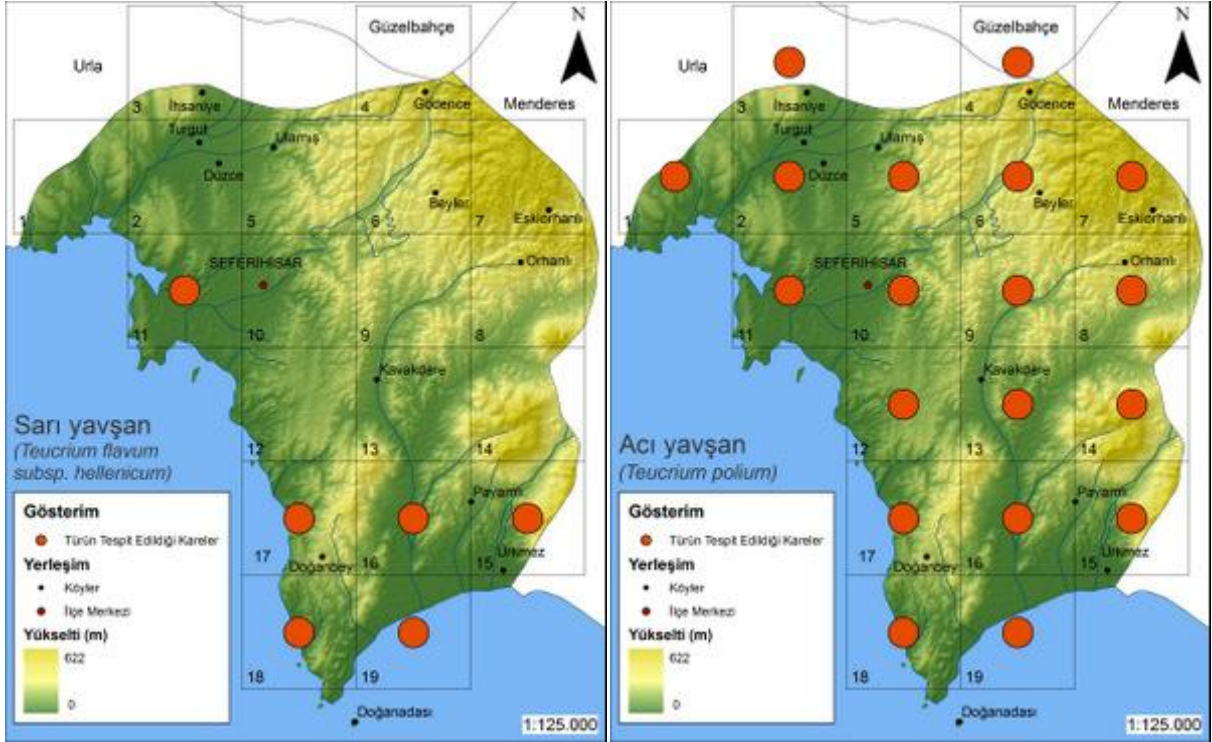 Güzelbahçe
N
Urla
3
4
İhsaniye
Gödence
Menderes
Turgut
Ulamış
Düzce
Beyler
Eskiorhanlı
1
2
5
6
7
SEFERİHİSAR
Orhanlı
11
10
9
8
Kavakdere
Sarı yavşan
(Teucrium flavum
subsp. hellenicum)
12
13
14
Payamlı
Gösterim
Türün Tespit Edildiği Kareler
Yerleşim
Köyler
İlçe Merkezi
Yükselti (m)
622
0
17
Doğanbey
16
15
Ürkmez
18
19
Doğanadası
1:125.000
Güzelbahçe
N
Urla
3
4
İhsaniye
Gödence
Menderes
Turgut
Ulamış
Düzce
Beyler
Eskiorhanlı
1
2
5
6
7
SEFERİHİSAR
Orhanlı
11
10
9
8
Kavakdere
Acı yavşan
(Teucrium polium)
12
13
14
Payamlı
Gösterim
Türün Tespit Edildiği Kareler
Yerleşim
Köyler
İlçe Merkezi
Yükselti (m)
622
0
17
Doğanbey
16
15
Ürkmez
18
19
Doğanadası
1:125.000